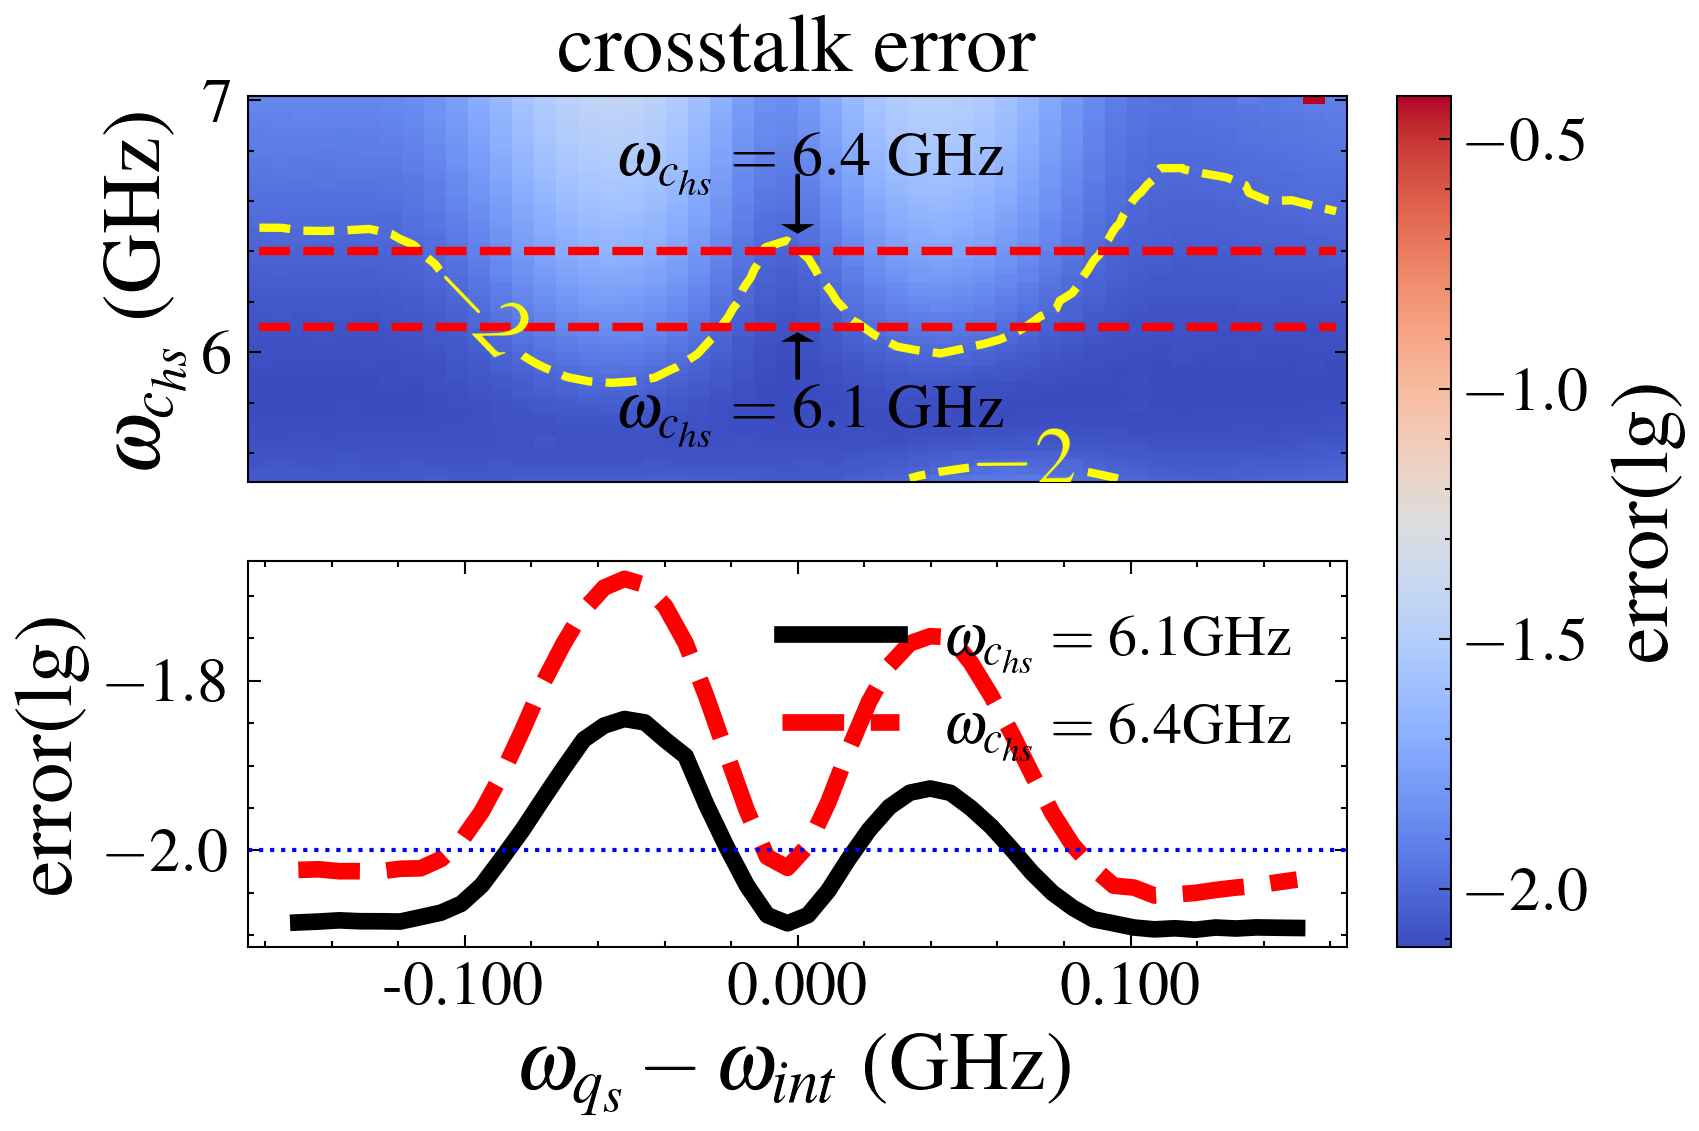 crosstalk error
7
6
ω_{c_{hs}} (GHz)
ω_{c_{hs}} = 6.4 GHz
ω_{c_{hs}} = 6.1 GHz
−2
−2
−0.5
−1.0
−1.5
−2.0
error(lg)
error(lg)
−1.8
−2.0
ω_{c_{hs}} = 6.1GHz
ω_{c_{hs}} = 6.4GHz
-0.100 0.000 0.100
ω_{q_s} − ω_{int} (GHz)